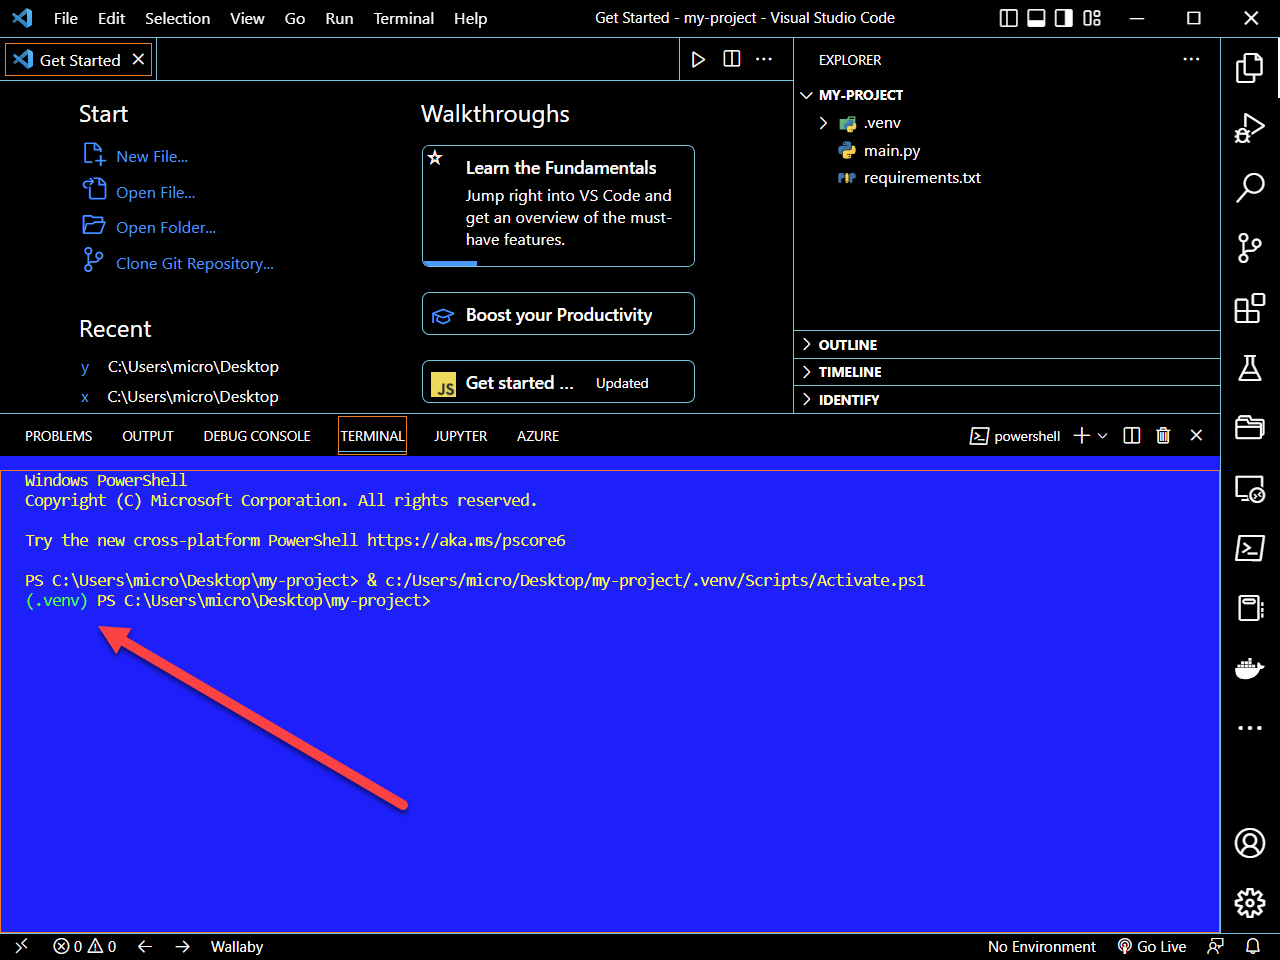 File Edit Selection View Go Run Terminal Help
Get Started - my-project - Visual Studio Code
Get Started
Start
New File...
Open File...
Open Folder...
Clone Git Repository...
Recent
y C:\Users\micro\Desktop
x C:\Users\micro\Desktop
Walkthroughs
Learn the Fundamentals
Jump right into VS Code and
get an overview of the must-
have features.
Boost your Productivity
JS Get started ... Updated
EXPLORER
MY-PROJECT
.venv
main.py
requirements.txt
OUTLINE
TIMELINE
IDENTIFY
PROBLEMS OUTPUT DEBUG CONSOLE TERMINAL JUPYTER AZURE
powershell
Windows PowerShell
Copyright (C) Microsoft Corporation. All rights reserved.
Try the new cross-platform PowerShell https://aka.ms/pscore6
PS C:\Users\micro\Desktop\my-project> & c:/Users/micro/Desktop/my-project/.venv/Scripts/Activate.ps1
(.venv) PS C:\Users\micro\Desktop\my-project>
0 0 Wallaby
No Environment Go Live